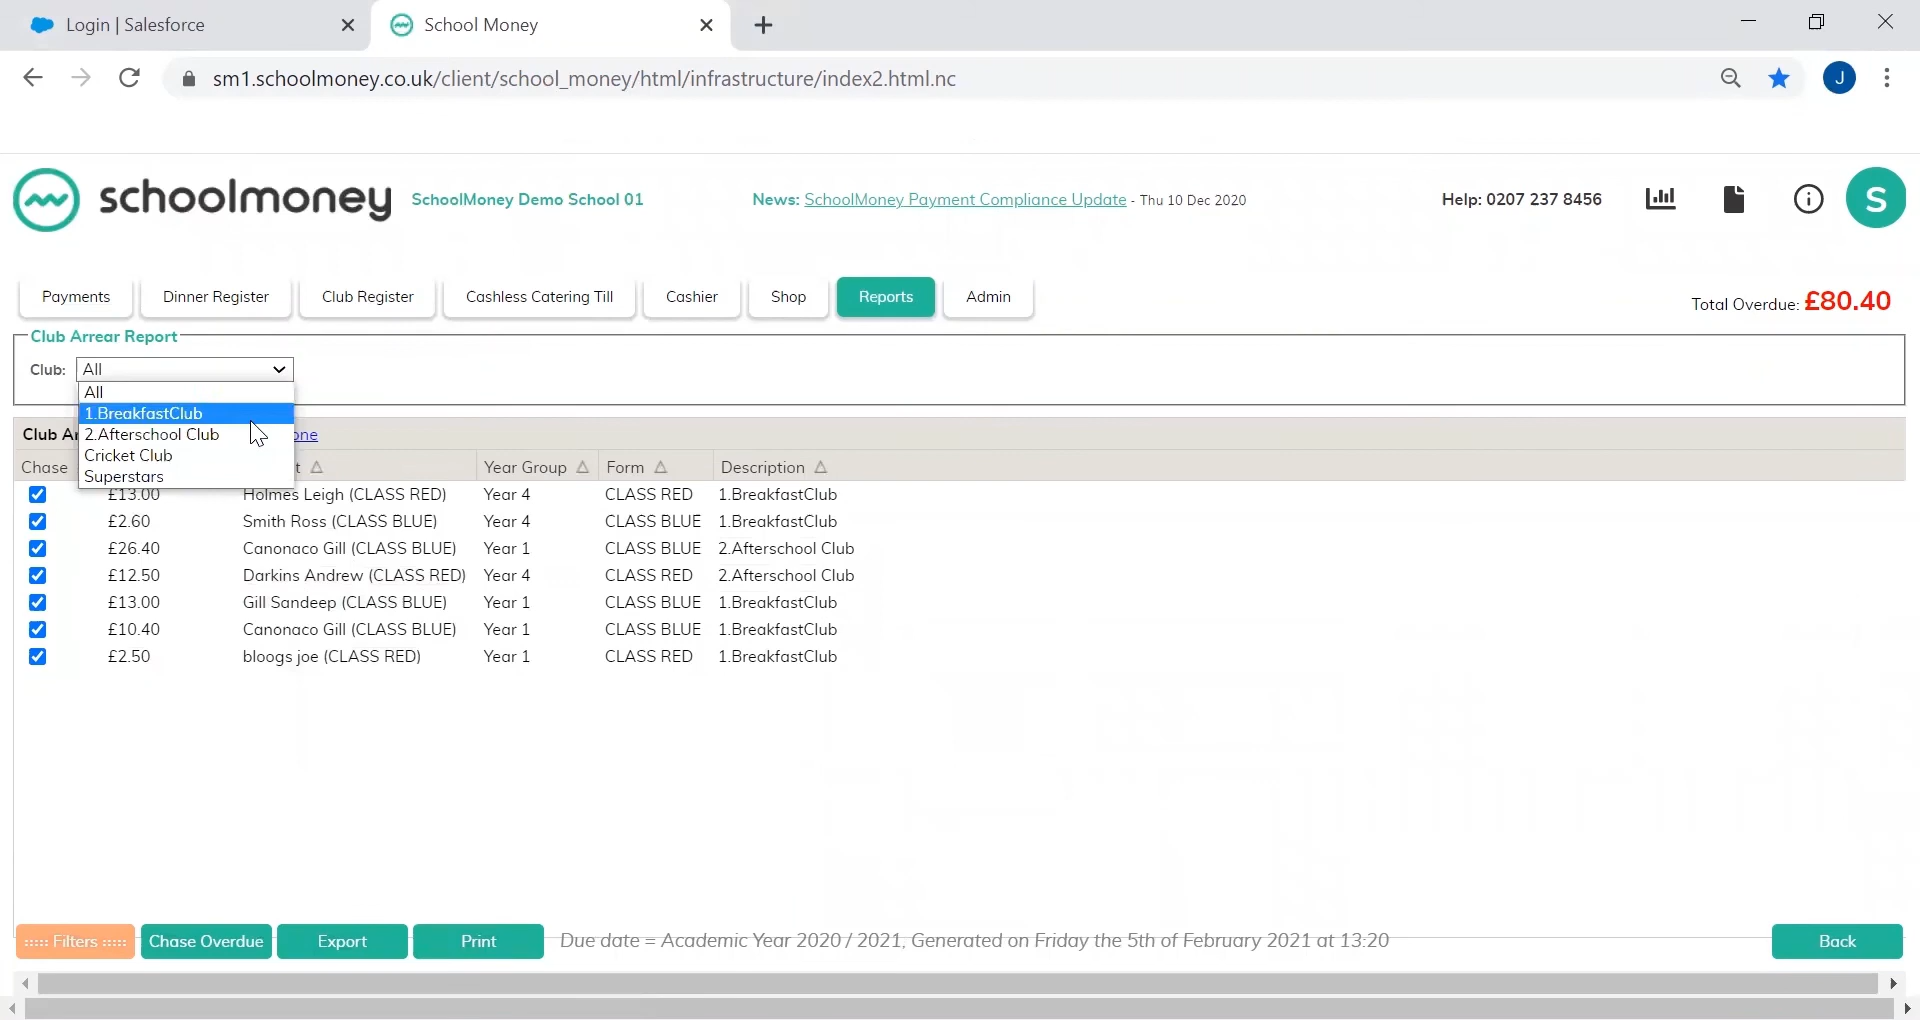 Login | Salesforce
School Money
sm1.schoolmoney.co.uk/client/school_money/html/infrastructure/index2.html.nc
J
schoolmoney
SchoolMoney Demo School 01
News: SchoolMoney Payment Compliance Update - Thu 10 Dec 2020
Help: 0207 237 8456
S
Payments
Dinner Register
Club Register
Cashless Catering Till
Cashier
Shop
Reports
Admin
Total Overdue: £80.40
Club Arrear Report
Club: All
All
1.BreakfastClub
2.Afterschool Club
Cricket Club
Superstars
Club Ar
one
Chase t Year Group Form Description
£13.00 Holmes Leigh (CLASS RED) Year 4 CLASS RED 1.BreakfastClub
£2.60 Smith Ross (CLASS BLUE) Year 4 CLASS BLUE 1.BreakfastClub
£26.40 Canonaco Gill (CLASS BLUE) Year 1 CLASS BLUE 2.Afterschool Club
£12.50 Darkins Andrew (CLASS RED) Year 4 CLASS RED 2.Afterschool Club
£13.00 Gill Sandeep (CLASS BLUE) Year 1 CLASS BLUE 1.BreakfastClub
£10.40 Canonaco Gill (CLASS BLUE) Year 1 CLASS BLUE 1.BreakfastClub
£2.50 bloogs joe (CLASS RED) Year 1 CLASS RED 1.BreakfastClub
::::: Filters :::::
Chase Overdue
Export
Print
Due date = Academic Year 2020 / 2021, Generated on Friday the 5th of February 2021 at 13:20
Back